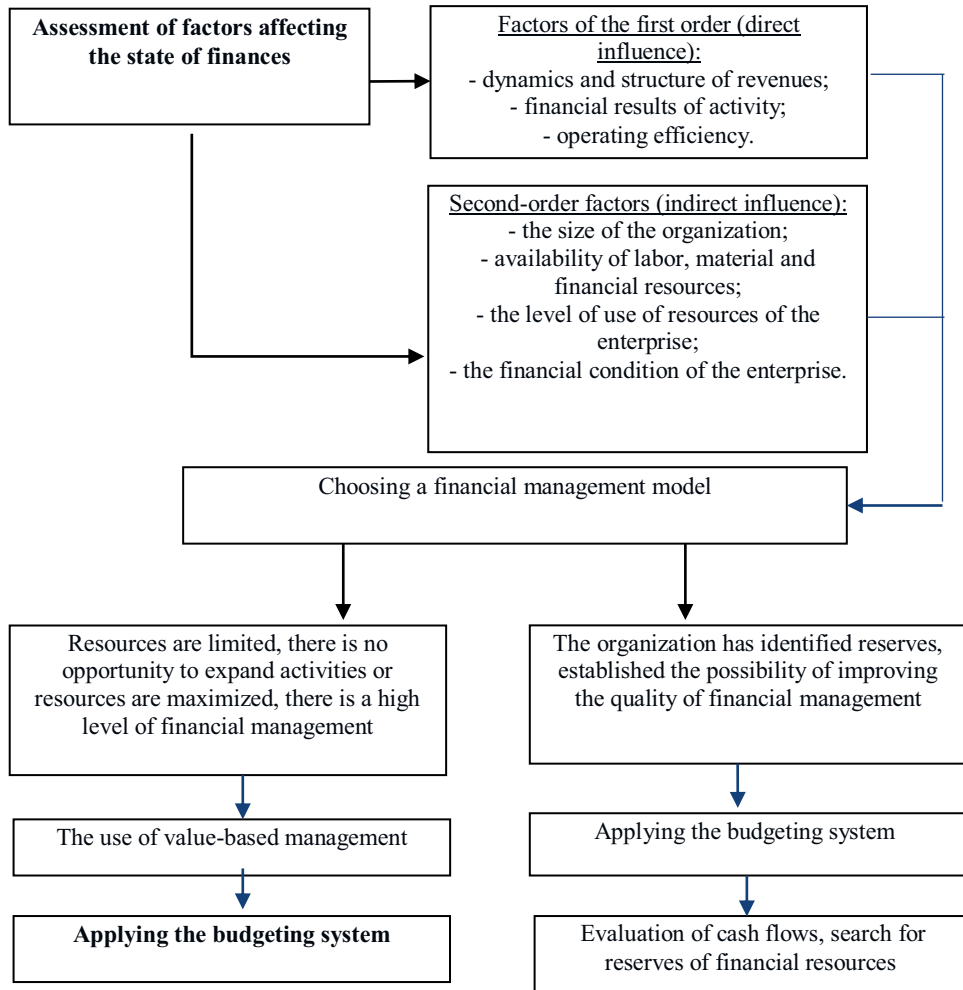 Assessment of factors affecting
the state of finances
Factors of the first order (direct
influence):
- dynamics and structure of revenues;
- financial results of activity;
- operating efficiency.
Second-order factors (indirect influence):
- the size of the organization;
- availability of labor, material and
financial resources;
- the level of use of resources of the
enterprise;
- the financial condition of the enterprise.
Choosing a financial management model
Resources are limited, there is no
opportunity to expand activities or
resources are maximized, there is a high
level of financial management
The organization has identified reserves,
established the possibility of improving
the quality of financial management
The use of value-based management
Applying the budgeting system
Applying the budgeting system
Evaluation of cash flows, search for
reserves of financial resources